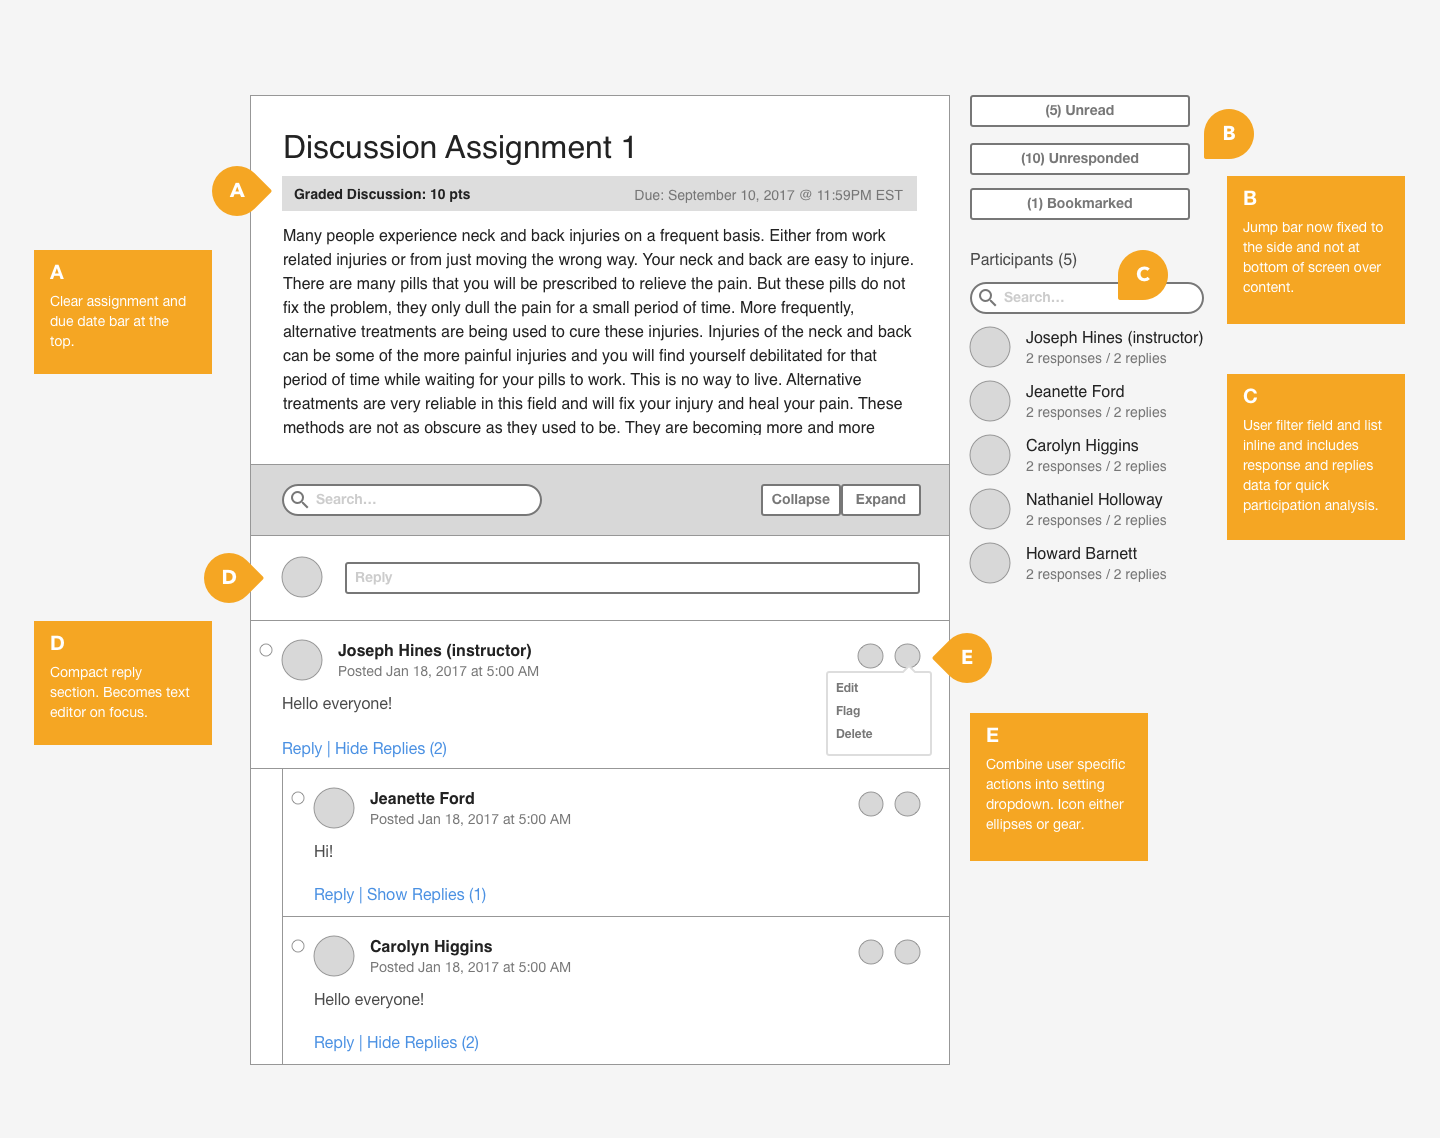 Discussion Assignment 1
A
Graded Discussion: 10 pts
Due: September 10, 2017 @ 11:59PM EST
Many people experience neck and back injuries on a frequent basis. Either from work
related injuries or from just moving the wrong way. Your neck and back are easy to injure.
There are many pills that you will be prescribed to relieve the pain. But these pills do not
fix the problem, they only dull the pain for a small period of time. More frequently,
alternative treatments are being used to cure these injuries. Injuries of the neck and back
can be some of the more painful injuries and you will find yourself debilitated for that
period of time while waiting for your pills to work. This is no way to live. Alternative
treatments are very reliable in this field and will fix your injury and heal your pain. These
methods are not as obscure as they used to be. They are becoming more and more
A
Clear assignment and
due date bar at the
top.
Search...
Collapse
Expand
D
Reply
D
Compact reply
section. Becomes text
editor on focus.
Joseph Hines (instructor)
Posted Jan 18, 2017 at 5:00 AM
Hello everyone!
Reply | Hide Replies (2)
E
Edit
Flag
Delete
Jeanette Ford
Posted Jan 18, 2017 at 5:00 AM
Hi!
Reply | Show Replies (1)
Carolyn Higgins
Posted Jan 18, 2017 at 5:00 AM
Hello everyone!
Reply | Hide Replies (2)
(5) Unread
(10) Unresponded
(1) Bookmarked
B
B
Jump bar now fixed to
the side and not at
bottom of screen over
content.
Participants (5)
C
Search...
Joseph Hines (instructor)
2 responses / 2 replies
Jeanette Ford
2 responses / 2 replies
Carolyn Higgins
2 responses / 2 replies
Nathaniel Holloway
2 responses / 2 replies
Howard Barnett
2 responses / 2 replies
C
User filter field and list
inline and includes
response and replies
data for quick
participation analysis.
E
Combine user specific
actions into setting
dropdown. Icon either
ellipses or gear.